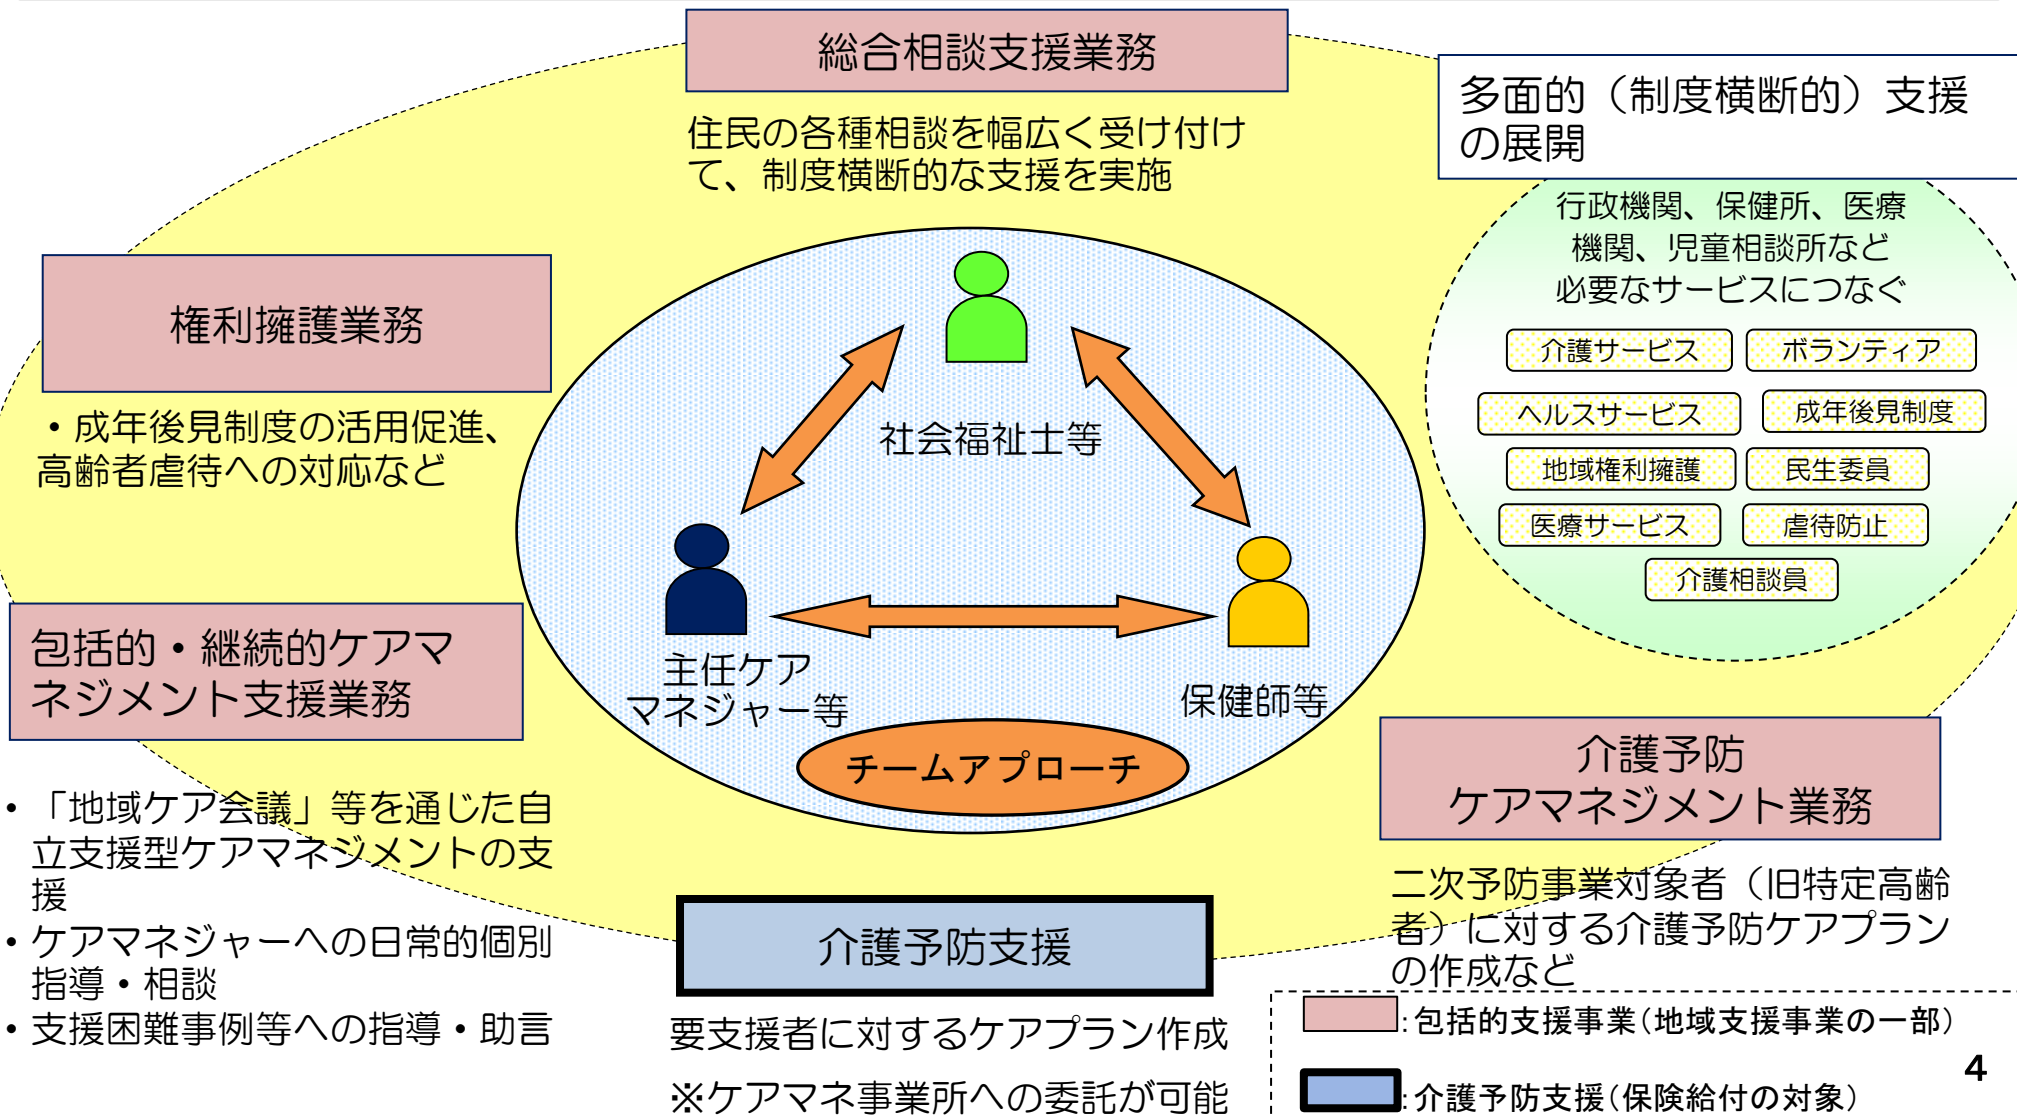 総合相談支援業務
住民の各種相談を幅広く受け付け
て、制度横断的な支援を実施
多面的（制度横断的）支援
の展開
行政機関、保健所、医療
機関、児童相談所など
必要なサービスにつなぐ
介護サービス
ボランティア
ヘルスサービス
成年後見制度
地域権利擁護
民生委員
医療サービス
虐待防止
介護相談員
権利擁護業務
・成年後見制度の活用促進、
高齢者虐待への対応など
社会福祉士等
主任ケア
マネジャー等
保健師等
チームアプローチ
包括的・継続的ケアマ
ネジメント支援業務
・「地域ケア会議」等を通じた自
立支援型ケアマネジメントの支
援
・ケアマネジャーへの日常的個別
指導・相談
・支援困難事例等への指導・助言
介護予防支援
要支援者に対するケアプラン作成
※ケアマネ事業所への委託が可能
介護予防
ケアマネジメント業務
二次予防事業対象者（旧特定高齢
者）に対する介護予防ケアプラン
の作成など
：包括的支援事業（地域支援事業の一部）
：介護予防支援（保険給付の対象）
4